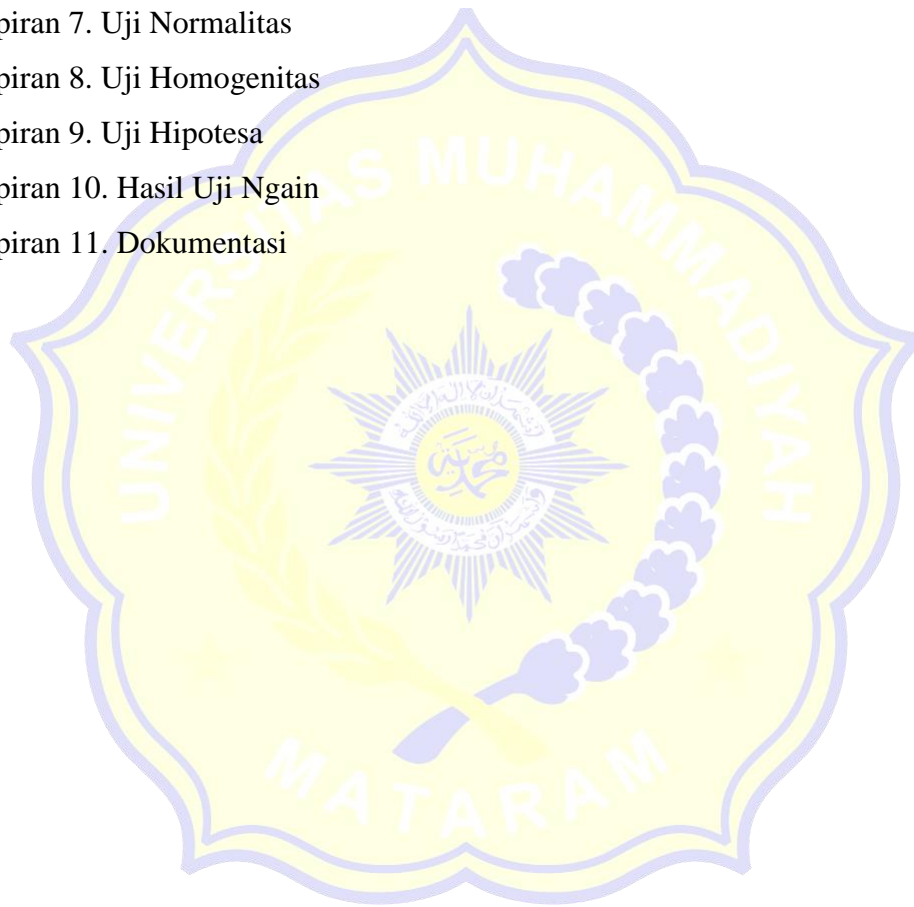 piran 7. Uji Normalitas
piran 8. Uji Homogenitas
piran 9. Uji Hipotesa
piran 10. Hasil Uji Ngain
piran 11. Dokumentasi
UNIVERSITAS MUHAMMADIYAH
MATARAM